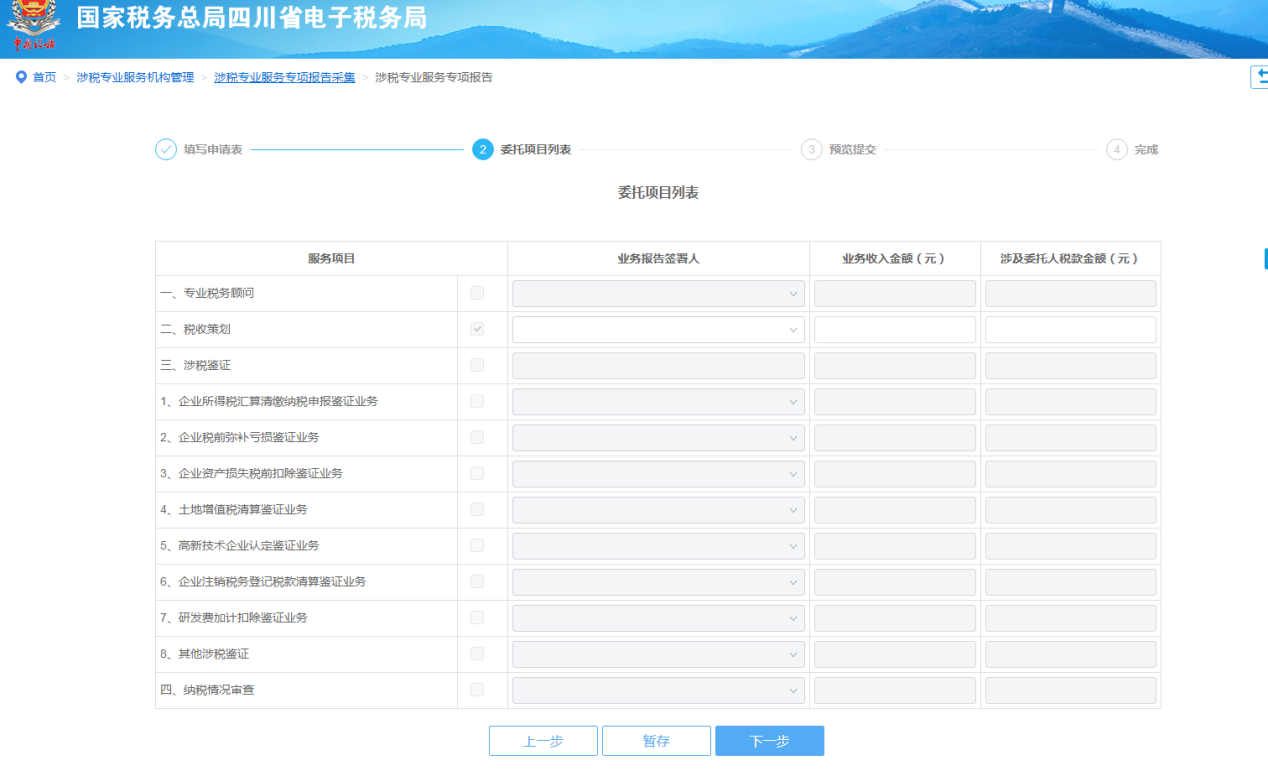 国家税务总局四川省电子税务局
中国税务
首页 > 涉税专业服务机构管理 > 涉税专业服务专项报告采集 > 涉税专业服务专项报告
填写申请表 2 委托项目列表 3 预览提交 4 完成
委托项目列表
服务项目 业务报告签署人 业务收入金额（元） 涉及委托人税款金额（元）
一、专业税务顾问
二、税收策划
三、涉税鉴证
1、企业所得税汇算清缴纳税申报鉴证业务
2、企业税前弥补亏损鉴证业务
3、企业资产损失税前扣除鉴证业务
4、土地增值税清算鉴证业务
5、高新技术企业认定鉴证业务
6、企业注销税务登记税款清算鉴证业务
7、研发费加计扣除鉴证业务
8、其他涉税鉴证
四、纳税情况审查
上一步 暂存 下一步